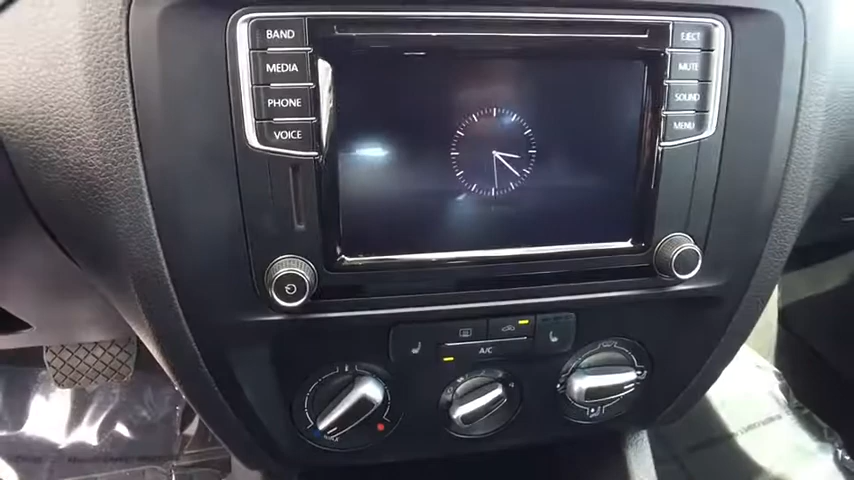 BAND
MEDIA
PHONE
VOICE
EJECT
MUTE
SOUND
MENU
A/C